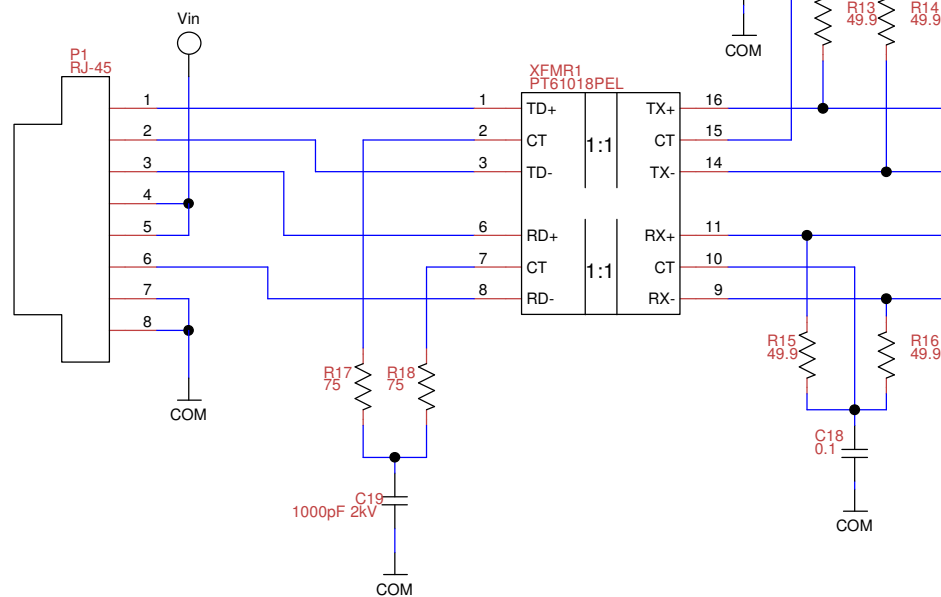 Vin
R13
49.9
R14
49.9
COM
P1
RJ-45
XFMR1
PT61018PEL
1
1
TD+
TX+
16
2
2
CT
1:1
CT
15
3
3
TD-
TX-
14
4
5
6
RD+
RX+
11
6
7
CT
1:1
CT
10
7
8
RD-
RX-
9
8
R15
49.9
R16
49.9
R17
75
R18
75
COM
C18
0.1
C19
1000pF 2kV
COM
COM